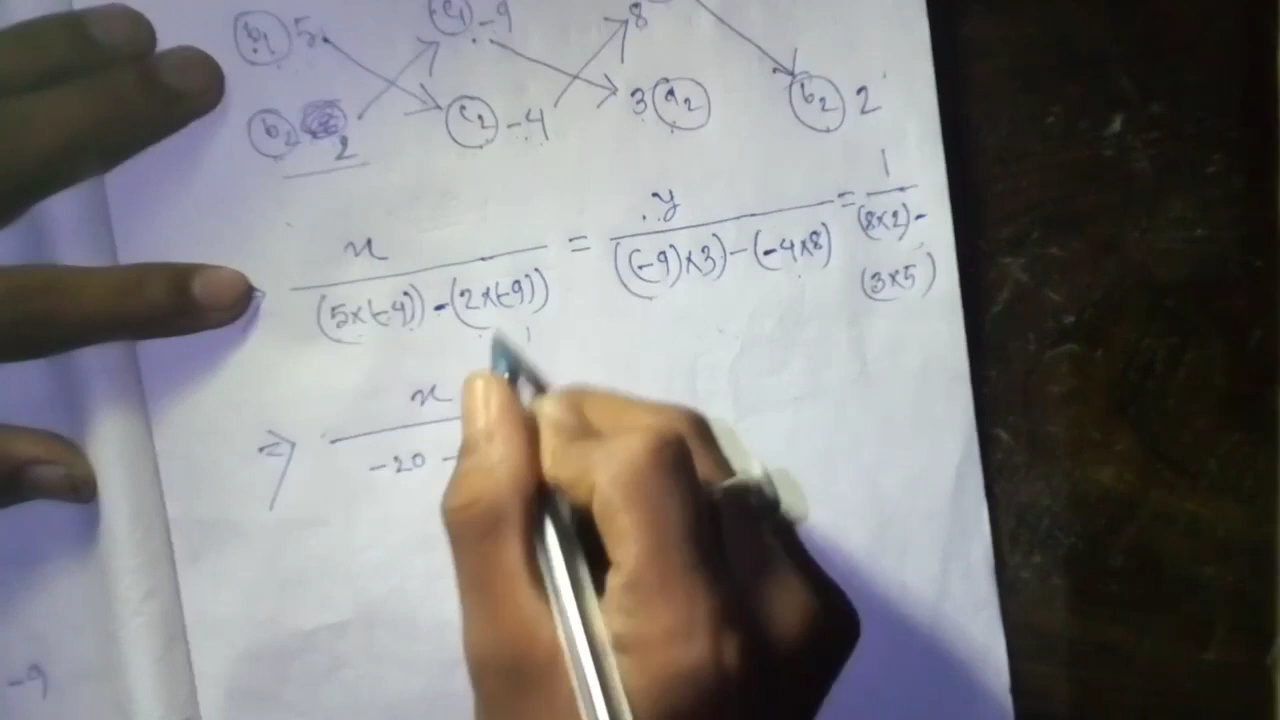 b₁ 5 c₁ -9 8
b₂ 2 c₂ -4 3 a₂ b₂ 2
x / ((5×(-4)) - (2×(-9))) = y / (((-9)×3) - (-4×8)) = 1 / ((8×2) - (3×5))
⇒ x / (-20 -
-9